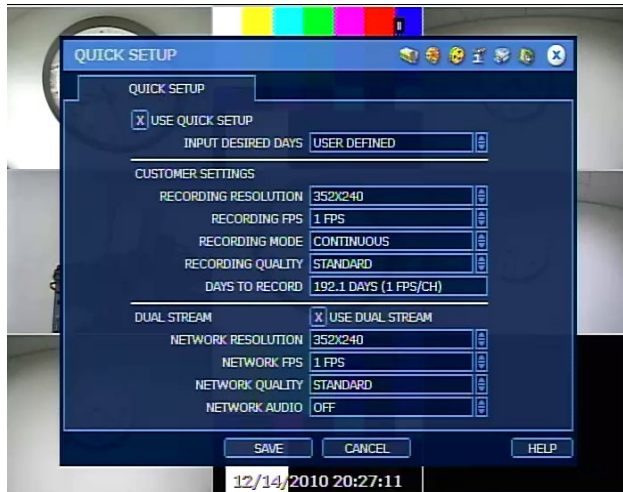 QUICK SETUP
QUICK SETUP
X USE QUICK SETUP
INPUT DESIRED DAYS USER DEFINED
CUSTOMER SETTINGS
RECORDING RESOLUTION 352X240
RECORDING FPS 1 FPS
RECORDING MODE CONTINUOUS
RECORDING QUALITY STANDARD
DAYS TO RECORD 192.1 DAYS (1 FPS/CH)
DUAL STREAM X USE DUAL STREAM
NETWORK RESOLUTION 352X240
NETWORK FPS 1 FPS
NETWORK QUALITY STANDARD
NETWORK AUDIO OFF
SAVE CANCEL HELP
12/14/2010 20:27:11